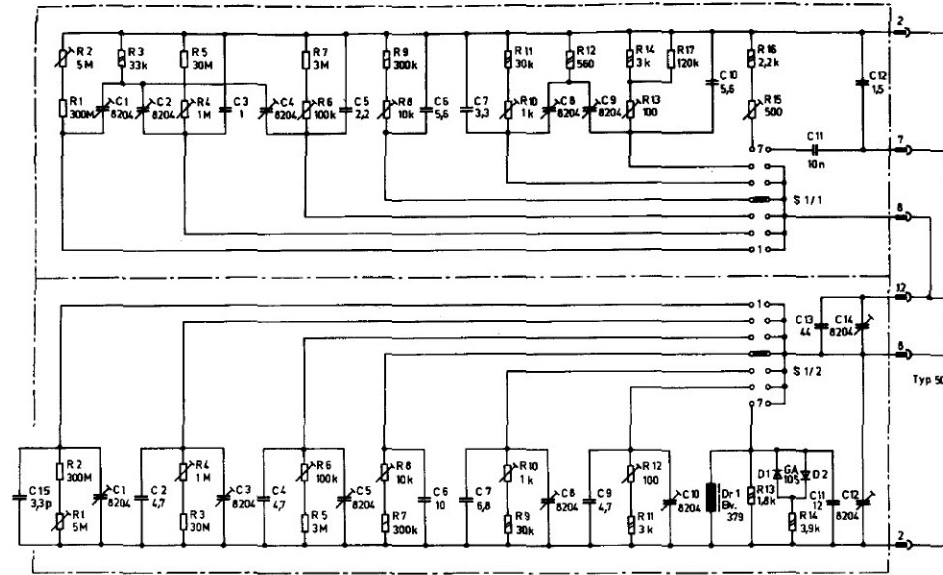 R2
5M
R3
33k
R5
30M
R7
3M
R9
300k
R11
30k
R12
560
R14
3k
R17
120k
C10
5,6
R16
2,2k
C12
1,5
2
R1
300M
C1
8204
C2
8204
R4
1M
C3
1
C4
8204
R6
100k
C5
2,2
R8
10k
C6
5,6
C7
3,3
R10
1k
C8
8204
C9
8204
R13
100
R15
500
7
C11
10n
7
S 1/1
8
1
12
1
C13
44
C14
8204
S 1/2
7
Typ 50
R2
300M
C15
3,3p
R1
5M
C1
8204
C2
4,7
R4
1M
R3
30M
C3
8204
C4
4,7
R6
100k
R5
3M
C5
8204
R8
10k
R7
300k
C6
10
C7
6,8
R10
1k
R9
30k
C8
8204
C9
4,7
R12
100
R11
3k
C10
8204
Dr1
Elv.
379
R13
1,8k
D1
GA
105
D2
R14
3,9k
C11
12
C12
8204
2